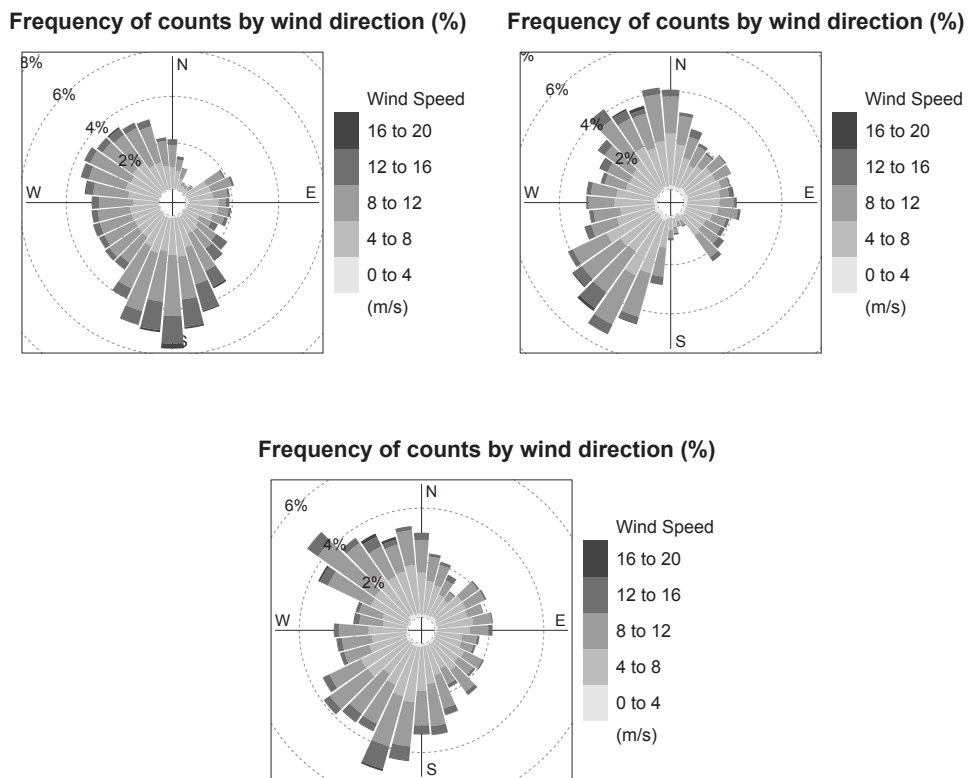 Frequency of counts by wind direction (%)
8%
N
6%
4%
2%
W
E
S
Wind Speed
16 to 20
12 to 16
8 to 12
4 to 8
0 to 4
(m/s)
Frequency of counts by wind direction (%)
%
N
6%
4%
2%
W
E
S
Wind Speed
16 to 20
12 to 16
8 to 12
4 to 8
0 to 4
(m/s)
Frequency of counts by wind direction (%)
N
6%
4%
2%
W
E
S
Wind Speed
16 to 20
12 to 16
8 to 12
4 to 8
0 to 4
(m/s)